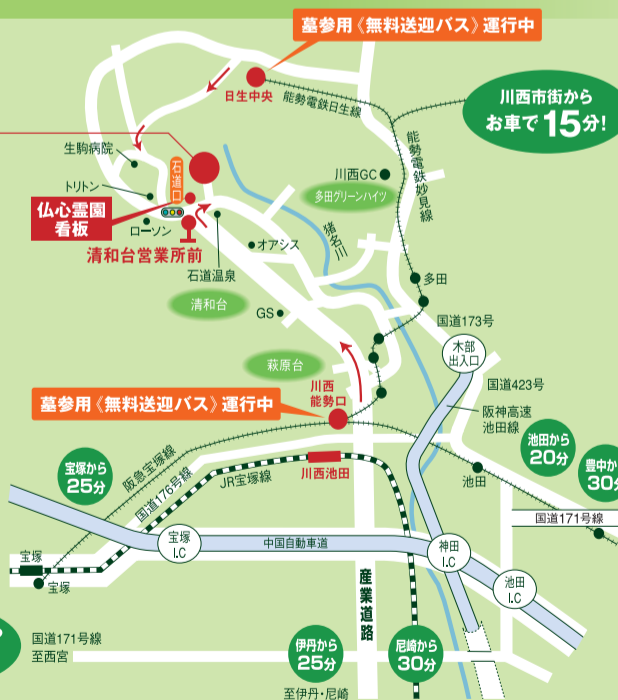 墓参用《無料送迎バス》運行中
日生中央
能勢電鉄日生線
川西市街から
お車で15分!
能勢電鉄妙見線
生駒病院
川西GC
石道口
多田グリーンハイツ
トリトン
仏心霊園
看板
ローソン
清和台営業所前
オアシス
猪名川
石道温泉
多田
清和台
GS
国道173号
木部
出入口
萩原台
国道423号
川西
能勢口
阪神高速
池田線
墓参用《無料送迎バス》運行中
池田から
20分
豊中か
30分
宝塚から
25分
阪急宝塚線
国道176号線
JR宝塚線
川西池田
池田
国道171号線
宝塚
I.C
中国自動車道
神田
I.C
宝塚
宝塚
池田
I.C
産業道路
国道171号線
至西宮
伊丹から
25分
尼崎から
30分
至伊丹・尼崎